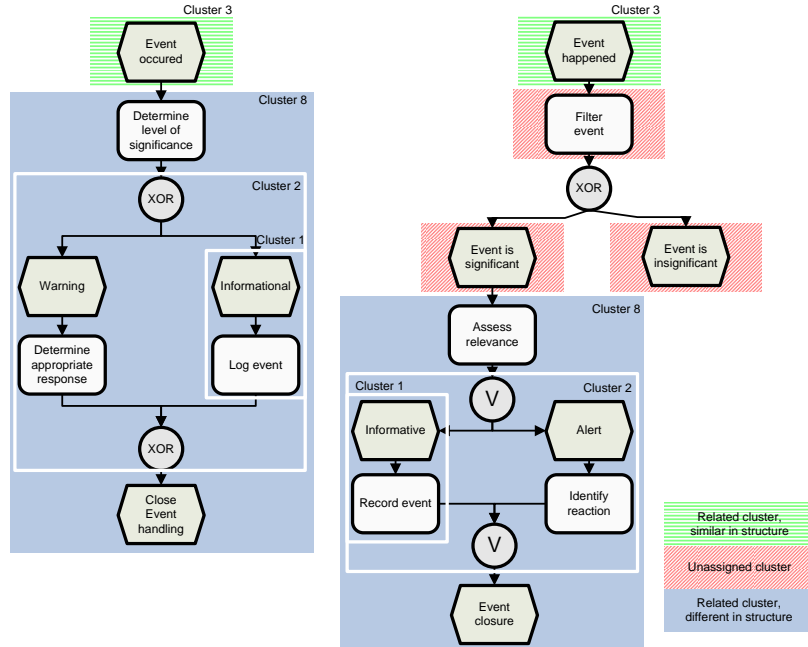 Cluster 3
Event
occured
Cluster 8
Determine
level of
significance
Cluster 2
XOR
Cluster 1
Warning
Informational
Determine
appropriate
response
Log event
XOR
Close
Event
handling
Cluster 3
Event
happened
Filter
event
XOR
Event is
significant
Event is
insignificant
Cluster 8
Assess
relevance
Cluster 1
V
Cluster 2
Informative
Alert
Record event
Identify
reaction
V
Event
closure
Related cluster,
similar in structure
Unassigned cluster
Related cluster,
different in structure